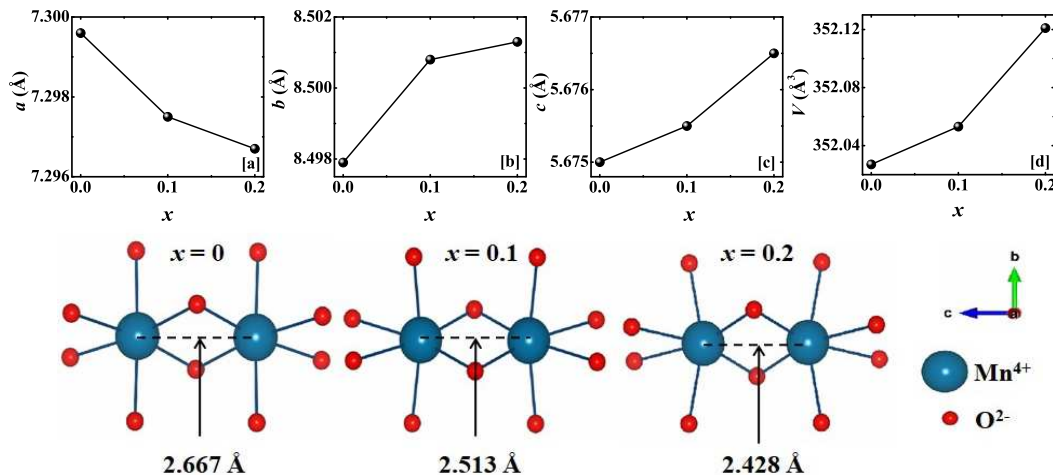 7.300
7.298
7.296
a (Å)
0.0 0.1 0.2
x
[a]
8.502
8.500
8.498
b (Å)
0.0 0.1 0.2
x
[b]
5.677
5.676
5.675
c (Å)
0.0 0.1 0.2
x
[c]
352.12
352.08
352.04
V (Å³)
0.0 0.1 0.2
x
[d]
x = 0
x = 0.1
x = 0.2
b
c
a
Mn⁴⁺
O²⁻
2.667 Å
2.513 Å
2.428 Å